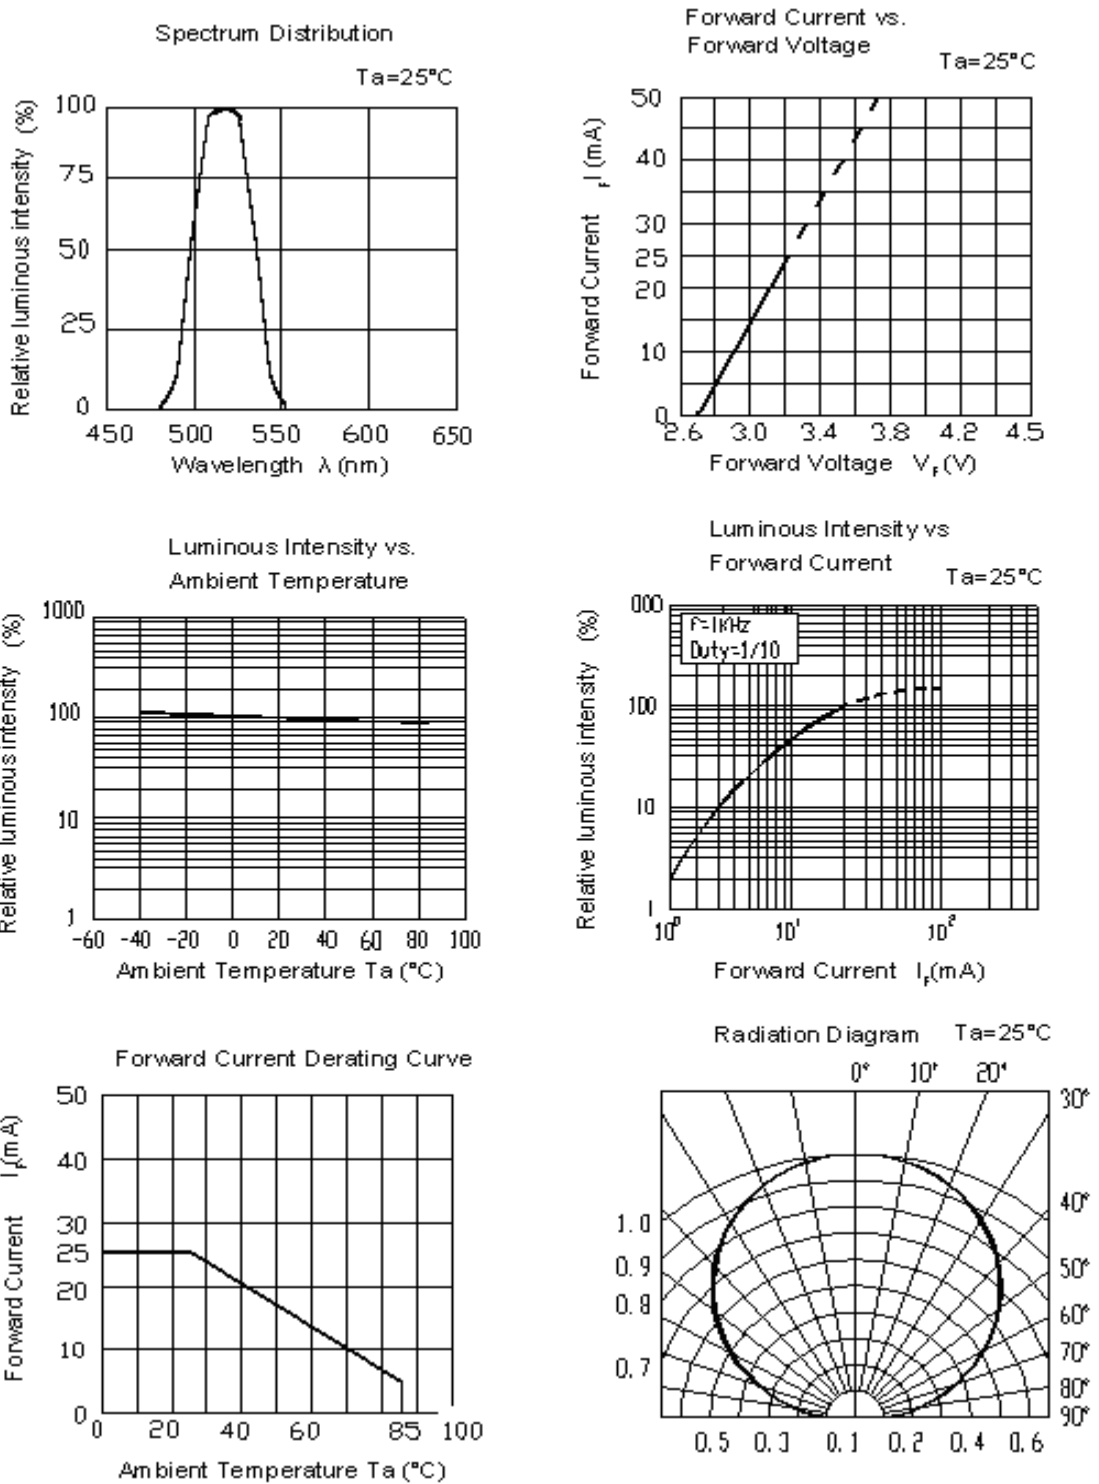 Spectrum Distribution
Ta=25°C
Relative luminous intensity (%)
100
75
50
25
0
450 500 550 600 650
Wavelength λ (nm)
Forward Current vs.
Forward Voltage
Ta=25°C
Forward Current FI (mA)
50
40
30
25
20
10
0
2.6 3.0 3.4 3.8 4.2 4.5
Forward Voltage VF (V)
Luminous Intensity vs.
Ambient Temperature
Relative luminous intensity (%)
1000
100
10
1
-60 -40 -20 0 20 40 60 80 100
Ambient Temperature Ta (°C)
Luminous Intensity vs
Forward Current
Ta=25°C
Relative luminous intensity (%)
000
f=1KHz
Duty=1/10
100
10
1
10⁰ 10¹ 10²
Forward Current IF(mA)
Forward Current Derating Curve
Forward Current IF(mA)
50
40
30
25
20
10
0
0 20 40 60 85 100
Ambient Temperature Ta (°C)
Radiation Diagram Ta=25°C
0° 10° 20°
30°
40°
50°
60°
70°
80°
90°
1.0
0.9
0.8
0.7
0.5 0.3 0.1 0.2 0.4 0.6